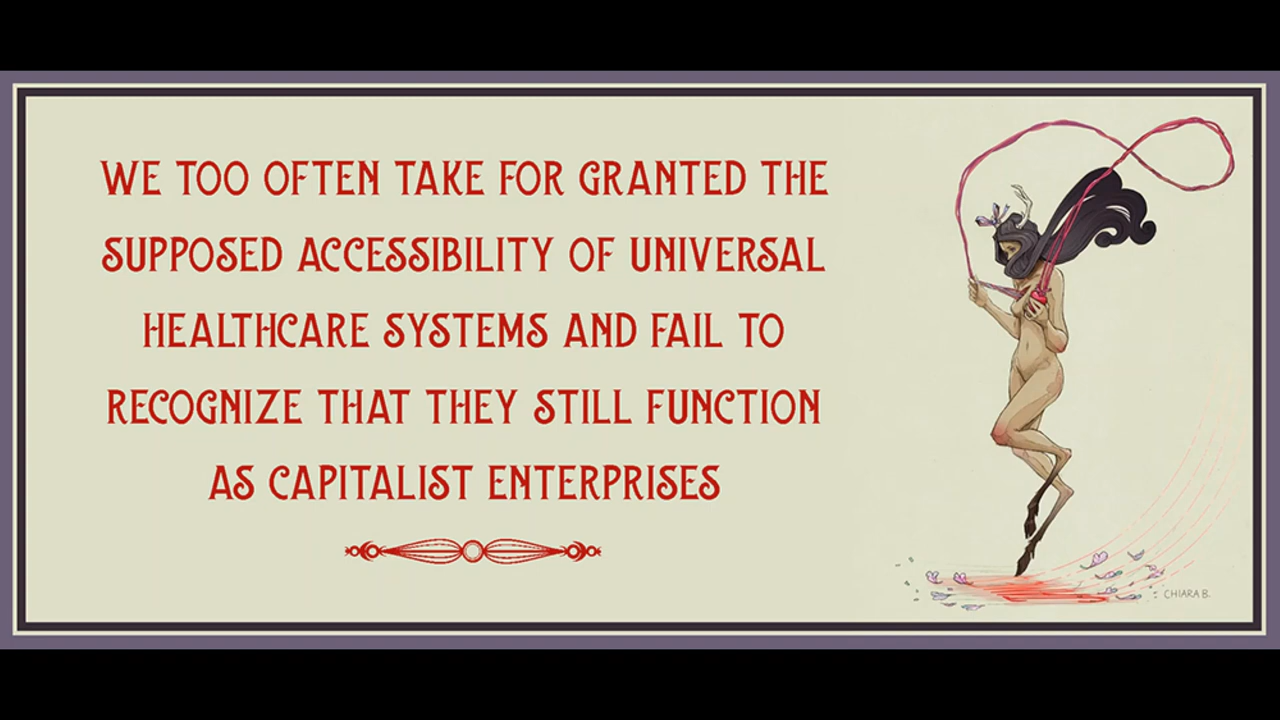 WE TOO OFTEN TAKE FOR GRANTED THE
SUPPOSED ACCESSIBILITY OF UNIVERSAL
HEALTHCARE SYSTEMS AND FAIL TO
RECOGNIZE THAT THEY STILL FUNCTION
AS CAPITALIST ENTERPRISES
CHIARA B.